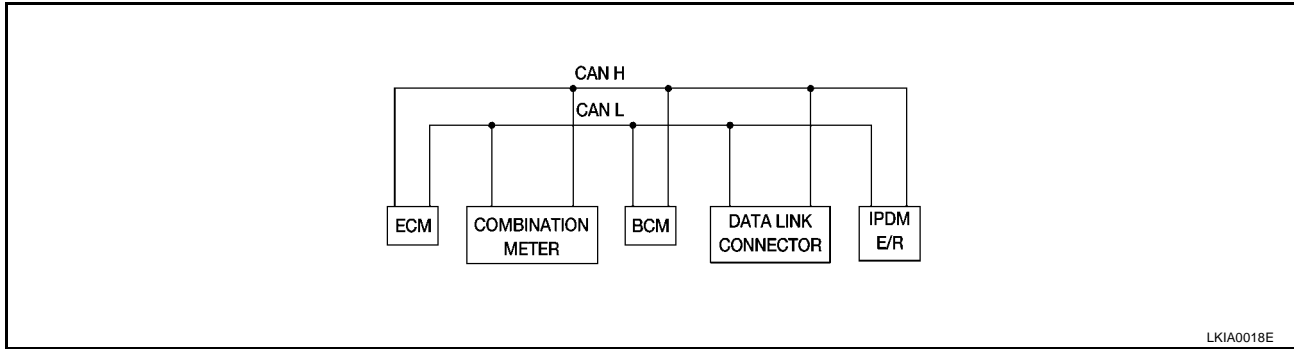 CAN H
CAN L
ECM
COMBINATION
METER
BCM
DATA LINK
CONNECTOR
IPDM
E/R
LKIA0018E